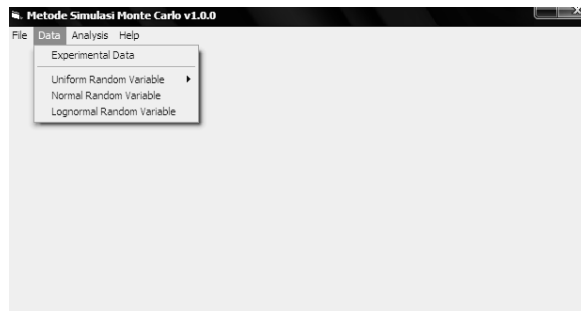 Metode Simulasi Monte Carlo v1.0.0
File Data Analysis Help
Experimental Data
Uniform Random Variable
Normal Random Variable
Lognormal Random Variable